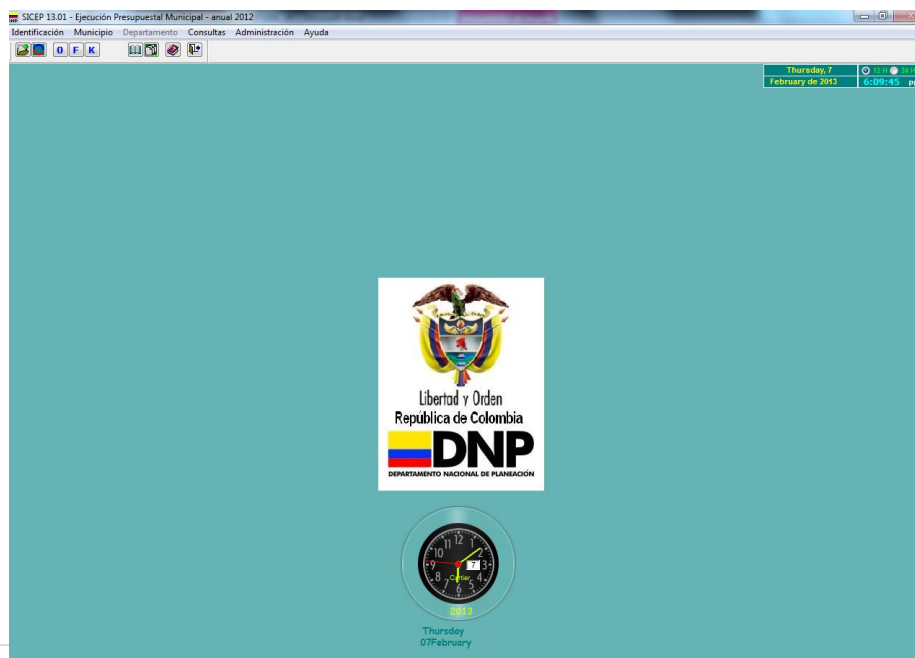 SICEP 13.01 - Ejecución Presupuestal Municipal - anual 2012
Identificación Municipio Departamento Consultas Administración Ayuda
O F K
Thursday, 7
February de 2013
12 H 24 H
6:09:45
Libertad y Orden
República de Colombia
DNP
DEPARTAMENTO NACIONAL DE PLANEACIÓN
12 1 2 3 4 5 6 7 8 9 10 11
7
Cartier
2013
Thursday
07February